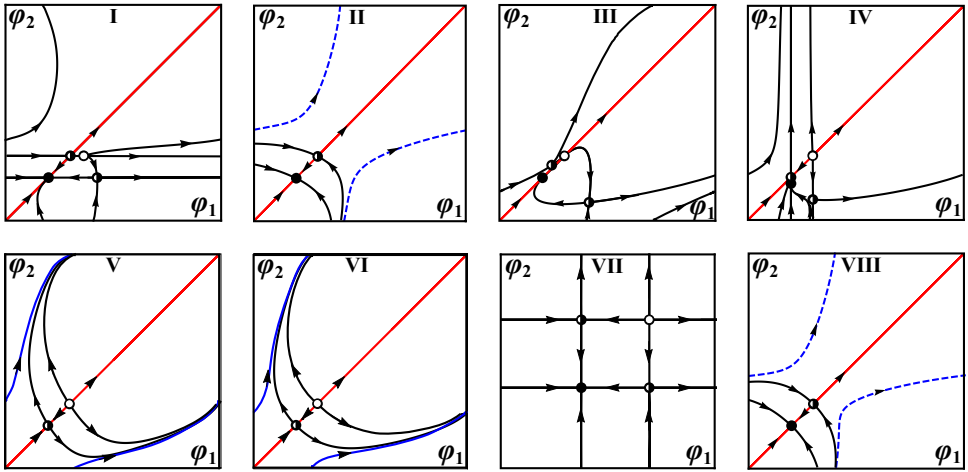 φ₂ I
φ₁
II
φ₂
φ₁
φ₂ III
φ₁
φ₂ IV
φ₁
φ₂ V
φ₁
φ₂ VI
φ₁
φ₂ VII
φ₁
φ₂ VIII
φ₁